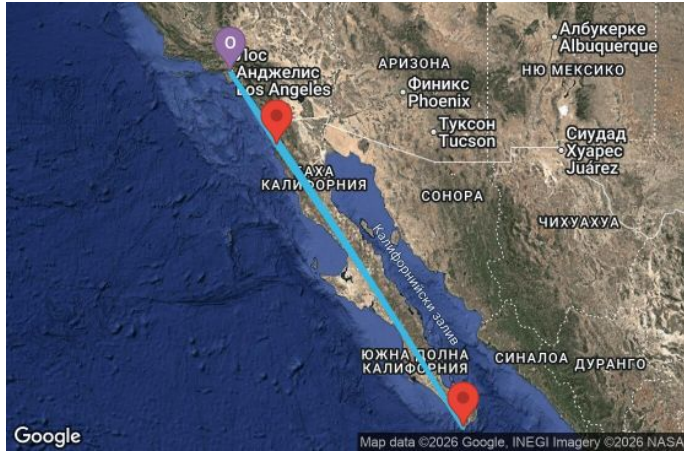 O
Лос
Анджелис
Los Angeles
АРИЗОНА
Финикс
Phoenix
Албукерке
Albuquerque
НЮ МЕКСИКО
Туксон
Tucson
Сиудад
Хуарес
Juárez
БАХА
КАЛИФОРНИЯ
СОНОРА
ЧИХУАХУА
Калифорнийски залив
ЮЖНА ДОЛНА
КАЛИФОРНИЯ
СИНАЛОА
ДУРАНГО
Google
Map data ©2026 Google, INEGI Imagery ©2026 NASA